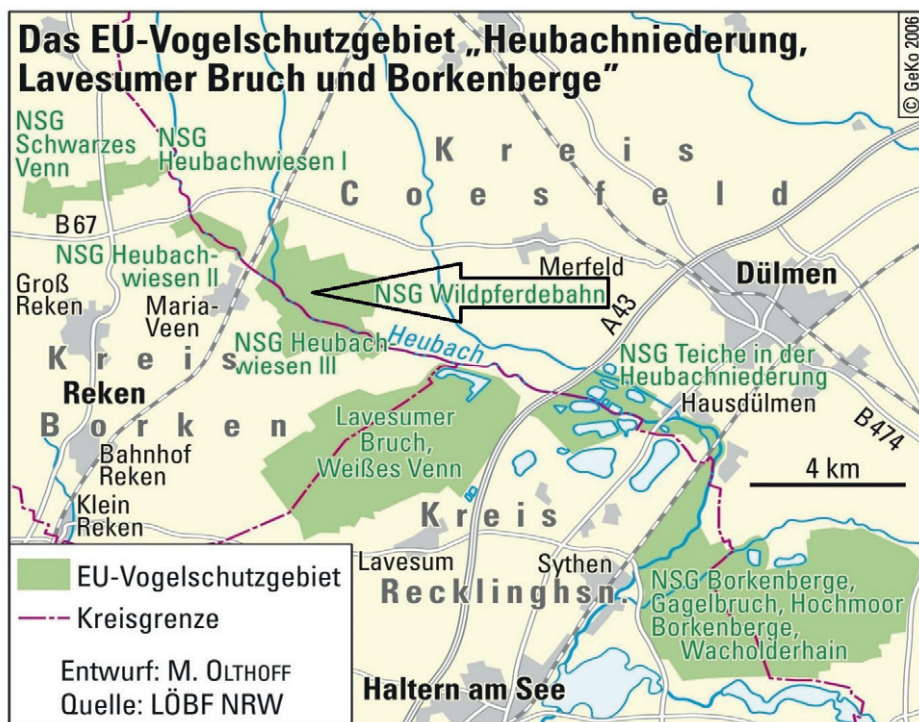 Das EU-Vogelschutzgebiet „Heubachniederung,
Lavesumer Bruch und Borkenberge”
© GeKo 2006
NSG
Schwarzes
Venn
NSG
Heubachwiesen I
Kreis
Coesfeld
B 67
NSG Heubach-
wiesen II
Groß
Reken
Maria-
Veen
Merfeld
NSG Wildpferdebahn
A 43
Dülmen
NSG Heubach-
wiesen III
Heubach
NSG Teiche in der
Heubachniederung
Hausdülmen
B 474
Kreis
Borken
Reken
Bahnhof
Reken
Klein
Reken
Lavesumer
Bruch,
Weißes Venn
4 km
Kreis
Recklinghsn.
Lavesum
Sythen
NSG Borkenberge,
Gagelbruch, Hochmoor
Borkenberge,
Wacholderhain
Haltern am See
EU-Vogelschutzgebiet
Kreisgrenze
Entwurf: M. OLTHOFF
Quelle: LÖBF NRW